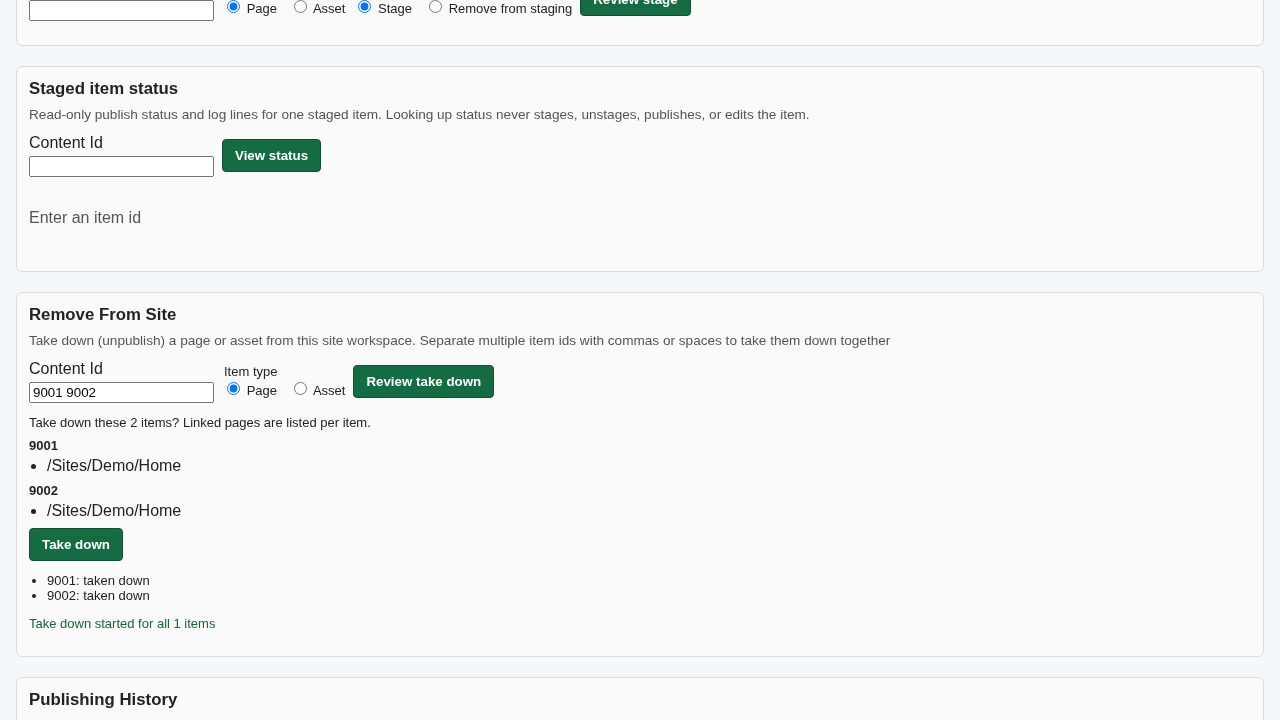 Page Asset Stage Remove from staging Review stage
Staged item status
Read-only publish status and log lines for one staged item. Looking up status never stages, unstages, publishes, or edits the item.
Content Id
View status
Enter an item id
Remove From Site
Take down (unpublish) a page or asset from this site workspace. Separate multiple item ids with commas or spaces to take them down together
Content Id
Item type
9001 9002
Page Asset
Review take down
Take down these 2 items? Linked pages are listed per item.
9001
/Sites/Demo/Home
9002
/Sites/Demo/Home
Take down
9001: taken down
9002: taken down
Take down started for all 1 items
Publishing History